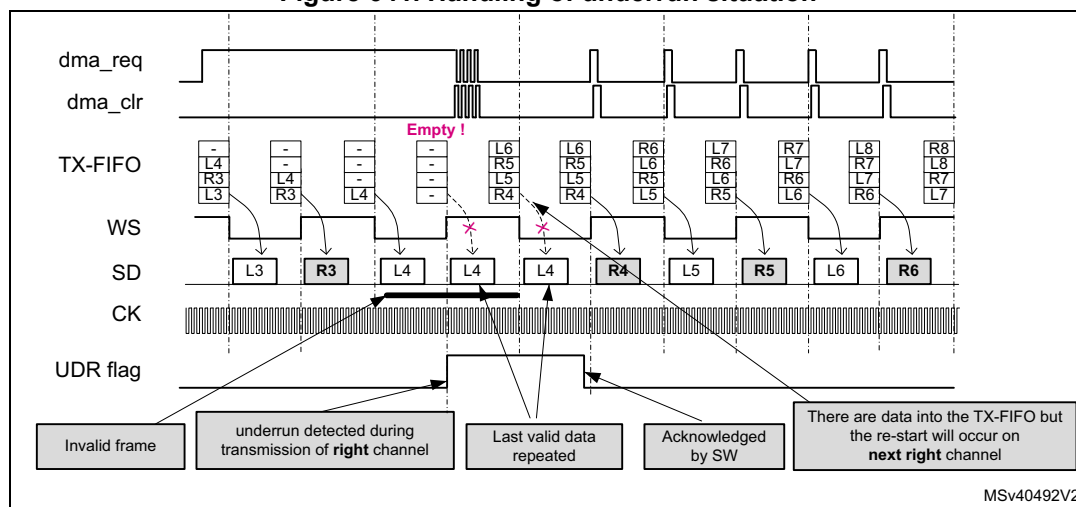 Figure 611. Handling of underrun situation
dma_req
dma_clr
Empty !
TX-FIFO
- - - - L6 L6 R6 L7 R7 L8 R8
L4 - - - R5 R5 L6 R6 L7 R7 L8
R3 L4 - - L5 L5 R5 L6 R6 L7 R7
L3 R3 L4 - R4 R4 L5 R5 L6 R6 L7
WS
SD
L3 R3 L4 L4 L4 R4 L5 R5 L6 R6
CK
UDR flag
Invalid frame
underrun detected during
transmission of right channel
Last valid data
repeated
Acknowledged
by SW
There are data into the TX-FIFO but
the re-start will occur on
next right channel
MSv40492V2